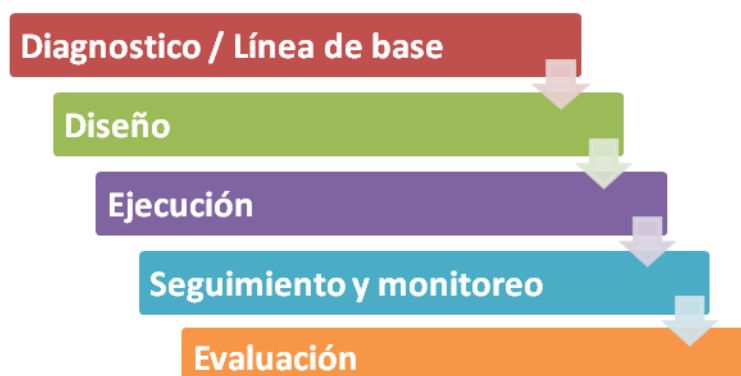 Diagnostico / Línea de base
Diseño
Ejecución
Seguimiento y monitoreo
Evaluación